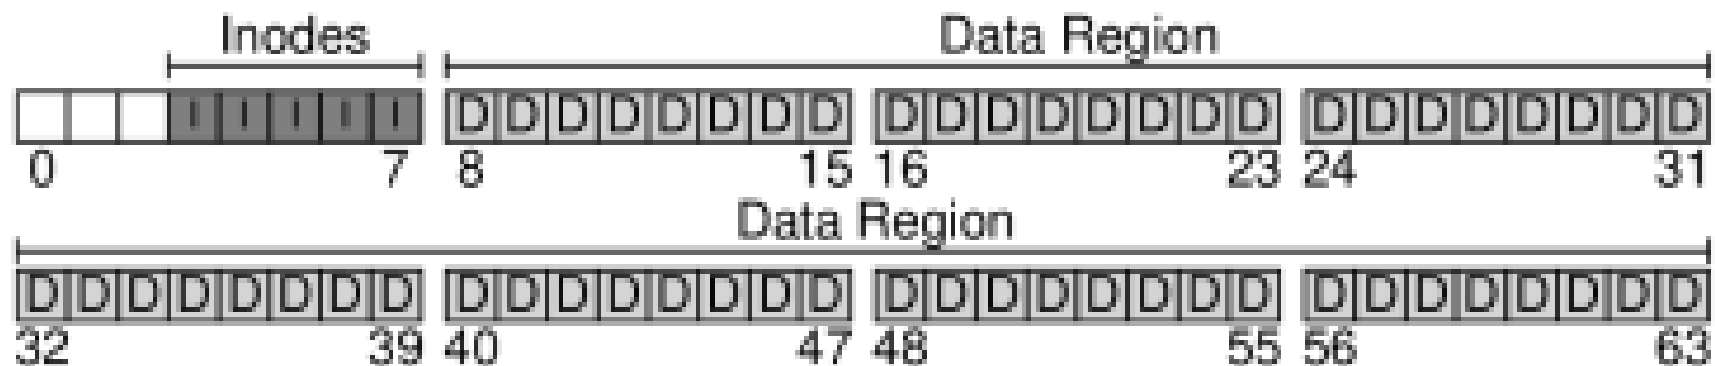 Inodes Data Region
I I I I I D D D D D D D D D D D D D D D D D D D D D D D D
0 7 8 15 16 23 24 31
Data Region
D D D D D D D D D D D D D D D D D D D D D D D D D D D D D D D D
32 39 40 47 48 55 56 63